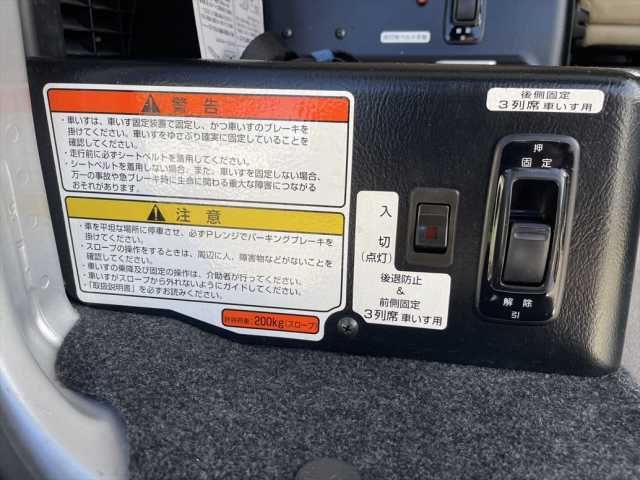 走行前ベルト平常
警告
・車いすは、車いす固定装置で固定し、かつ車いすのブレーキを
掛けてください。車いすをゆさぶり確実に固定していることを
確認してください。
・走行前に必ずシートベルトを着用してください。
・シートベルトを着用しない場合、また、車いすを固定しない場合、
万一の事故や急ブレーキ時に生命に関わる重大な障害につながる
おそれがあります。
注意
・車を平坦な場所に停車させ、必ずPレンジでパーキングブレーキを
掛けてください。
・スロープの操作をするときは、周辺に人、障害物などがないことを
確認してください。
・車いすの乗降及び固定の操作は、介助者が行ってください。
・車いすがスロープから外れないようにガイドしてください。
・「取扱説明書」を必ずお読みください。
許容荷重:200kg(スロープ)
入
切
(点灯)
後退防止
&
前側固定
3列席 車いす用
後側固定
3列席 車いす用
押
固定
解除
引